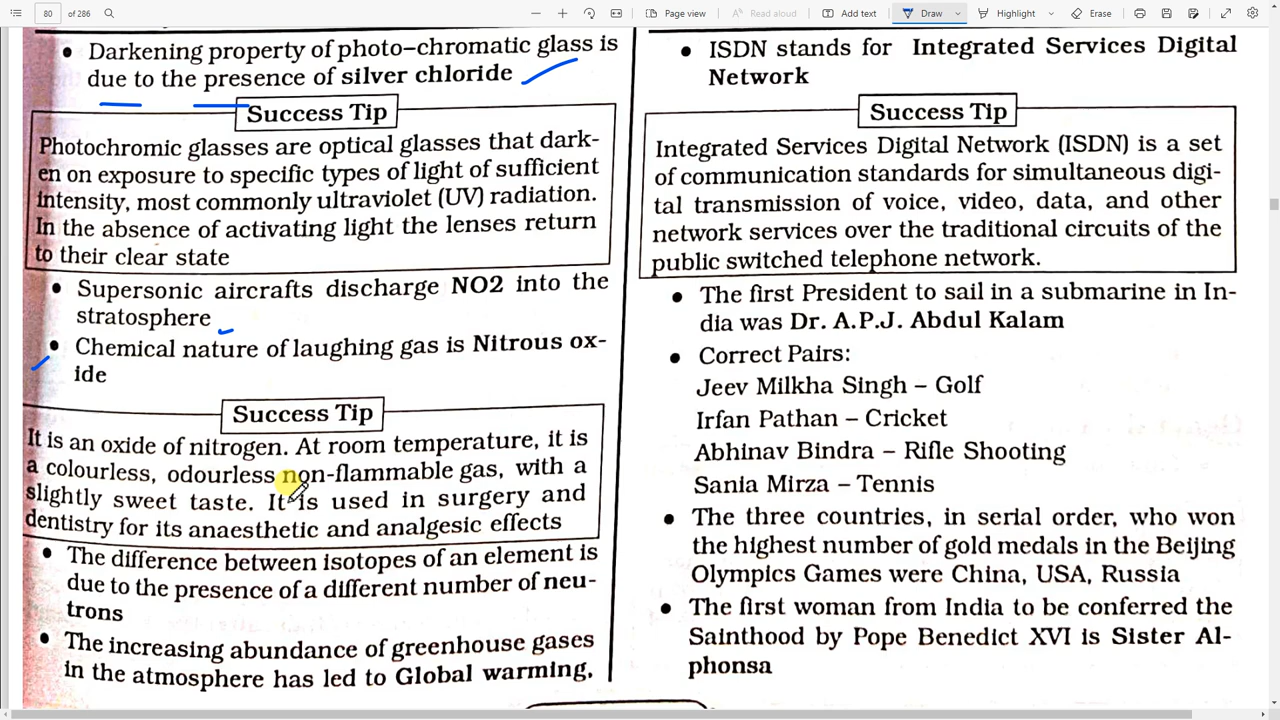 80 of 286
Page view
Read aloud
Add text
Draw
Highlight
Erase
• Darkening property of photo-chromatic glass is
due to the presence of silver chloride
Success Tip
Photochromic glasses are optical glasses that dark-
en on exposure to specific types of light of sufficient
intensity, most commonly ultraviolet (UV) radiation.
In the absence of activating light the lenses return
to their clear state
• Supersonic aircrafts discharge NO2 into the
stratosphere
• Chemical nature of laughing gas is Nitrous ox-
ide
Success Tip
It is an oxide of nitrogen. At room temperature, it is
a colourless, odourless non-flammable gas, with a
slightly sweet taste. It is used in surgery and
dentistry for its anaesthetic and analgesic effects
• The difference between isotopes of an element is
due to the presence of a different number of neu-
trons
• The increasing abundance of greenhouse gases
in the atmosphere has led to Global warming.
• ISDN stands for Integrated Services Digital
Network
Success Tip
Integrated Services Digital Network (ISDN) is a set
of communication standards for simultaneous digi-
tal transmission of voice, video, data, and other
network services over the traditional circuits of the
public switched telephone network.
• The first President to sail in a submarine in In-
dia was Dr. A.P.J. Abdul Kalam
• Correct Pairs:
Jeev Milkha Singh – Golf
Irfan Pathan – Cricket
Abhinav Bindra – Rifle Shooting
Sania Mirza – Tennis
• The three countries, in serial order, who won
the highest number of gold medals in the Beijing
Olympics Games were China, USA, Russia
• The first woman from India to be conferred the
Sainthood by Pope Benedict XVI is Sister Al-
phonsa